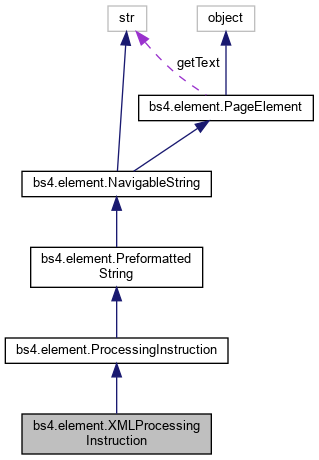 str
object
getText
bs4.element.PageElement
bs4.element.NavigableString
bs4.element.Preformatted
String
bs4.element.ProcessingInstruction
bs4.element.XMLProcessing
Instruction